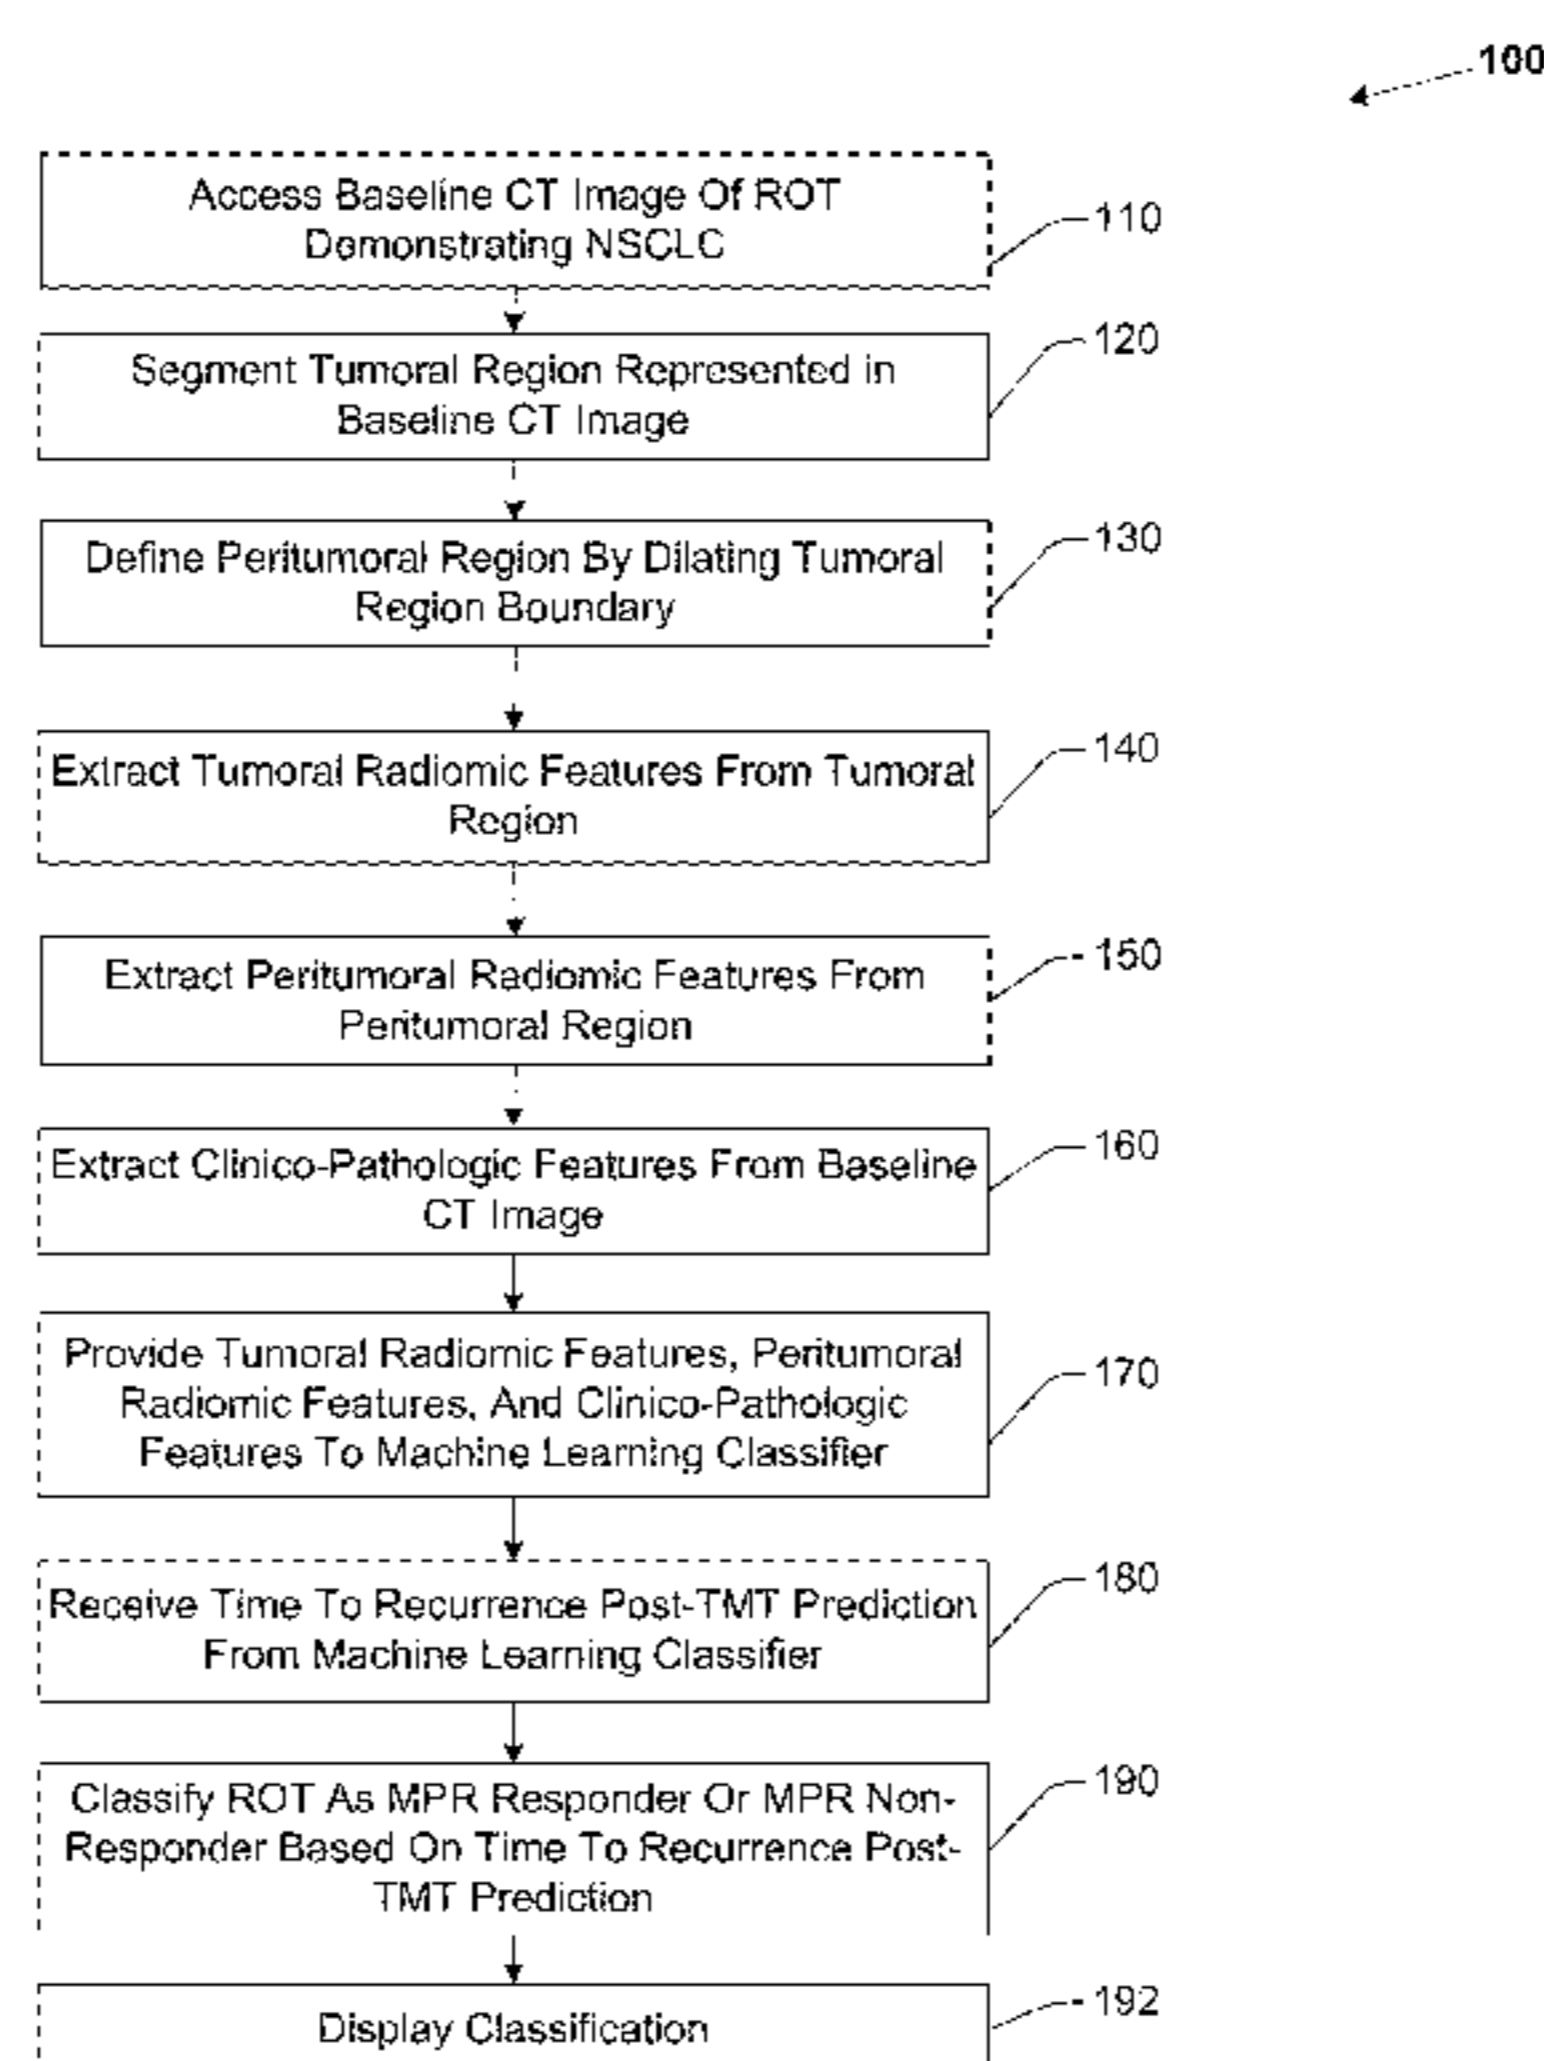 100
Access Baseline CT Image Of ROT
Demonstrating NSCLC
110
Segment Tumoral Region Represented in
Baseline CT Image
120
Define Peritumoral Region By Dilating Tumoral
Region Boundary
130
Extract Tumoral Radiomic Features From Tumoral
Region
140
Extract Peritumoral Radiomic Features From
Peritumoral Region
150
Extract Clinico-Pathologic Features From Baseline
CT Image
160
Provide Tumoral Radiomic Features, Peritumoral
Radiomic Features, And Clinico-Pathologic
Features To Machine Learning Classifier
170
Receive Time To Recurrence Post-TMT Prediction
From Machine Learning Classifier
180
Classify ROT As MPR Responder Or MPR Non-
Responder Based On Time To Recurrence Post-
TMT Prediction
190
Display Classification
192